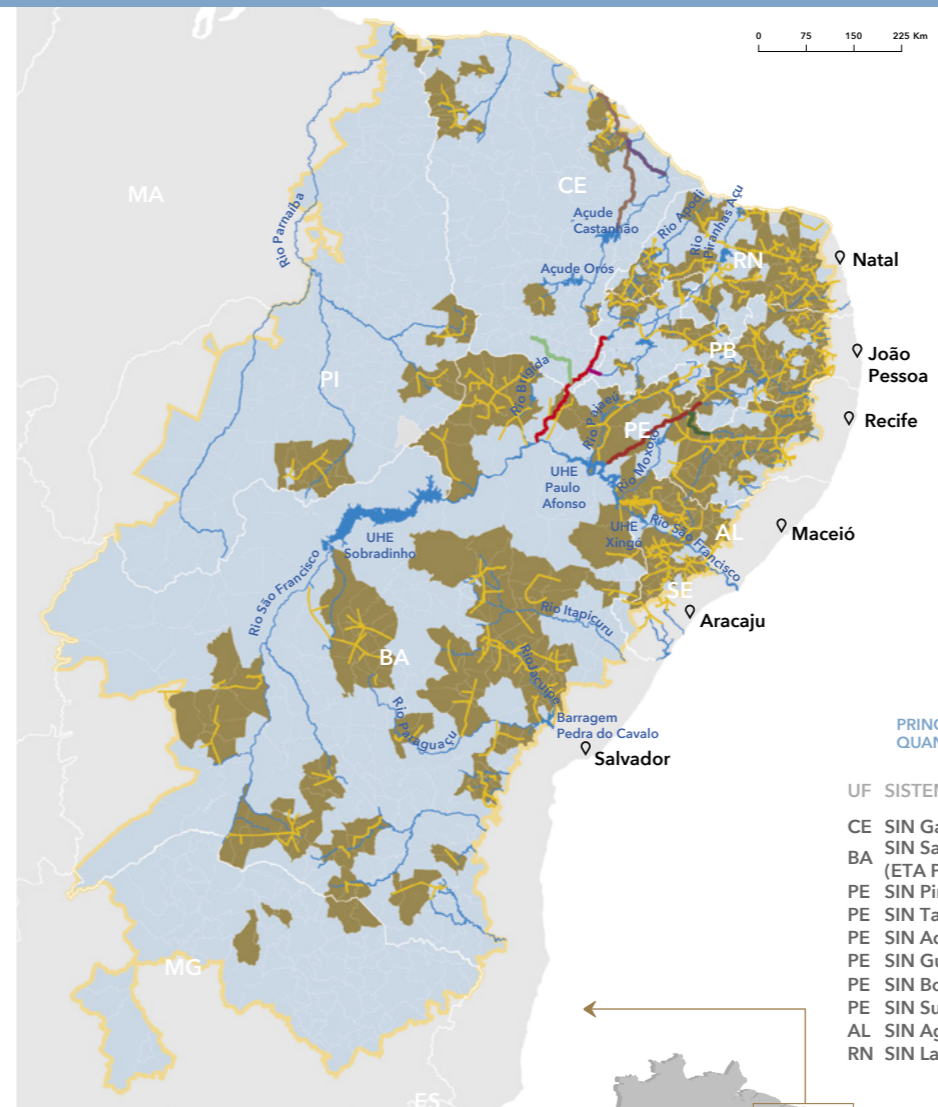 0 75 150 225 Km
MA
CE
Rio Parnaíba
Açude
Castanhão
Rio Apodi
Rio
Piranhas Açu
RN
Natal
Açude Orós
PB
João
Pessoa
PI
Rio Brígida
Rio Pajeú
PE
Recife
Rio Moxotó
UHE
Paulo
Afonso
UHE
Xingó
Rio São Francisco
AL
Maceió
UHE
Sobradinho
Rio São Francisco
SE
Aracaju
Rio Itapicuru
BA
Rio Jacuípe
Rio Paraguaçu
Barragem
Pedra do Cavalo
Salvador
PRINC
QUAN
UF SISTEM
CE SIN Ga
BA SIN Sa
(ETA P
PE SIN Pir
PE SIN Ta
PE SIN Ac
PE SIN Gu
PE SIN Bo
PE SIN Su
AL SIN Ag
RN SIN La
MG
ES